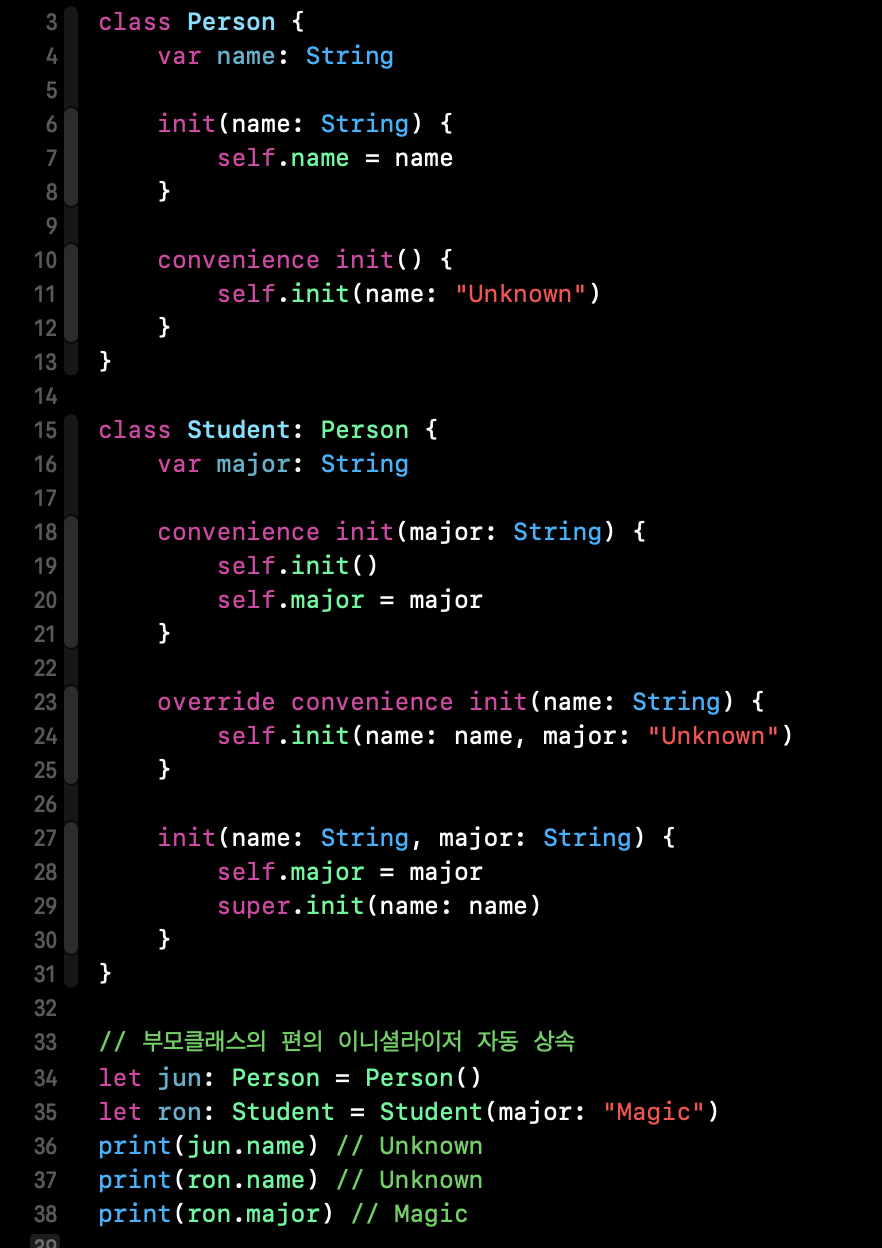 3 class Person {
4     var name: String
5
6     init(name: String) {
7         self.name = name
8     }
9
10     convenience init() {
11         self.init(name: "Unknown")
12     }
13 }
14
15 class Student: Person {
16     var major: String
17
18     convenience init(major: String) {
19         self.init()
20         self.major = major
21     }
22
23     override convenience init(name: String) {
24         self.init(name: name, major: "Unknown")
25     }
26
27     init(name: String, major: String) {
28         self.major = major
29         super.init(name: name)
30     }
31 }
32
33 // 부모클래스의 편의 이니셜라이저 자동 상속
34 let jun: Person = Person()
35 let ron: Student = Student(major: "Magic")
36 print(jun.name) // Unknown
37 print(ron.name) // Unknown
38 print(ron.major) // Magic
39